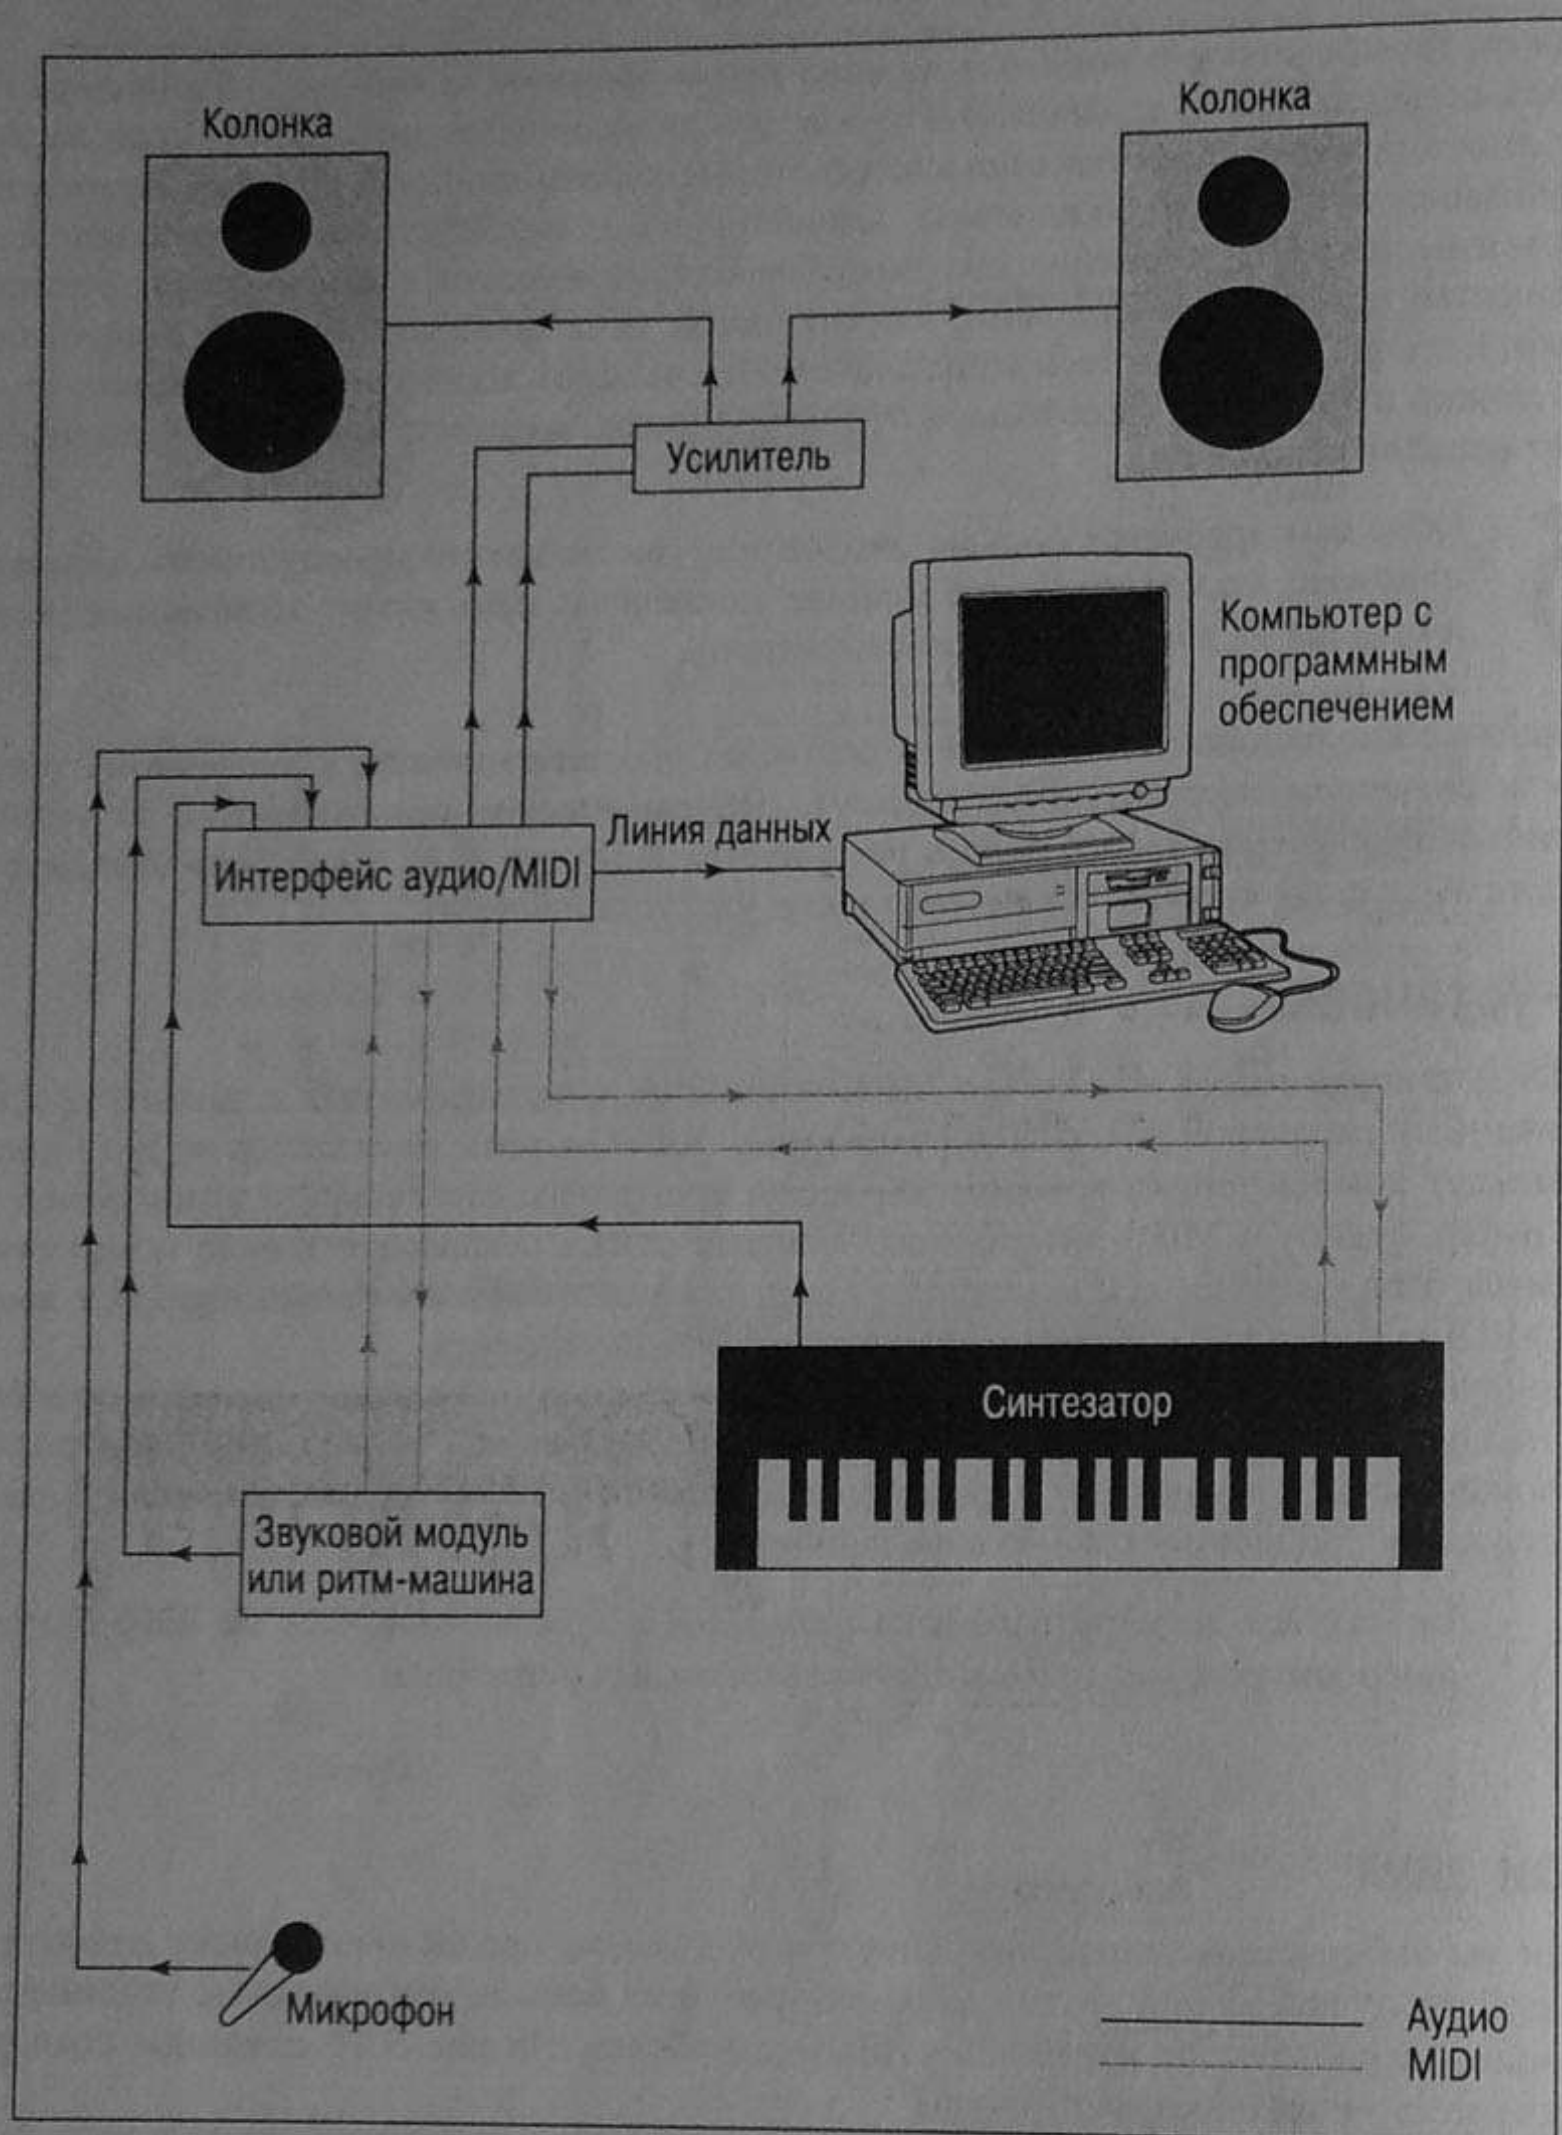 Колонка
Колонка
Усилитель
Компьютер с
программным
обеспечением
Линия данных
Интерфейс аудио/MIDI
Синтезатор
Звуковой модуль
или ритм-машина
Микрофон
Аудио
MIDI